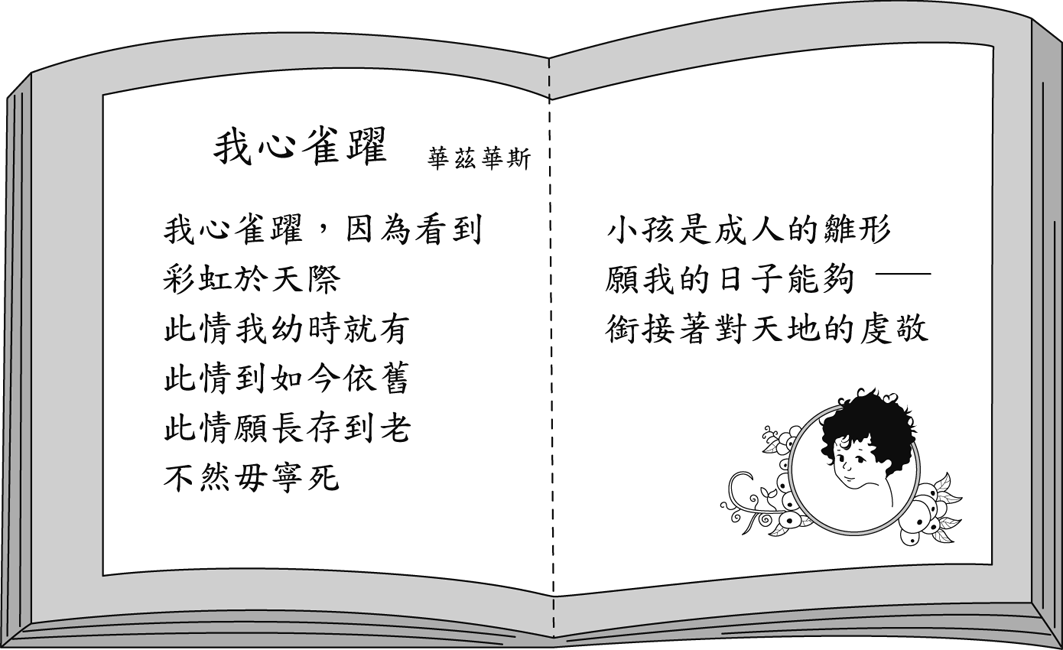 我心雀躍
華茲華斯
我心雀躍，因為看到
彩虹於天際
此情我幼時就有
此情到如今依舊
此情願長存到老
不然毋寧死
小孩是成人的雛形
願我的日子能夠 ──
銜接著對天地的虔敬